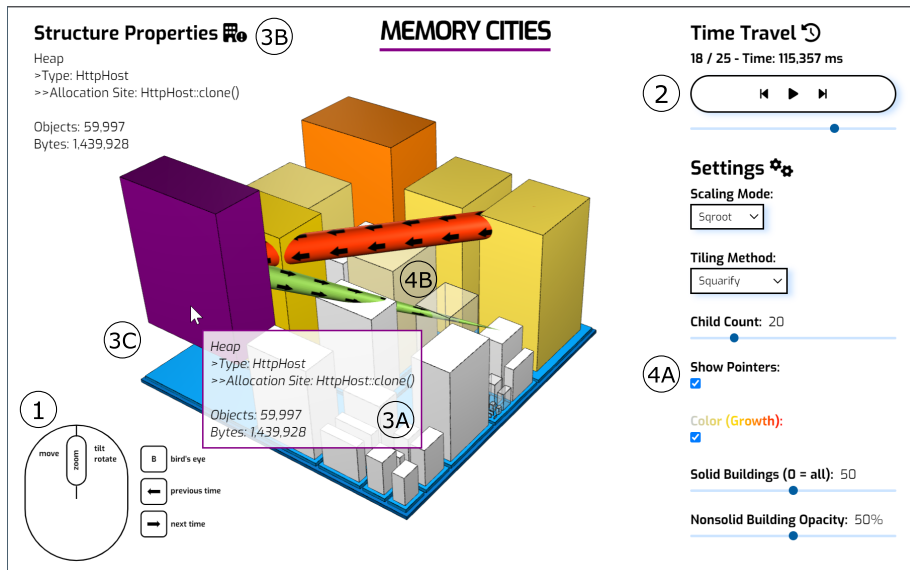 MEMORY CITIES
Structure Properties
3B
Heap
>Type: HttpHost
>>Allocation Site: HttpHost::clone()
Objects: 59,997
Bytes: 1,439,928
Time Travel
18 / 25 - Time: 115,357 ms
2
Settings
Scaling Mode:
Sqroot
Tiling Method:
Squarify
Child Count: 20
4A
Show Pointers:
Color (Growth):
Solid Buildings (0 = all): 50
Nonsolid Building Opacity: 50%
4B
3C
Heap
>Type: HttpHost
>>Allocation Site: HttpHost::clone()
Objects: 59,997
Bytes: 1,439,928
3A
1
move
zoom
tilt
rotate
B
bird's eye
previous time
next time